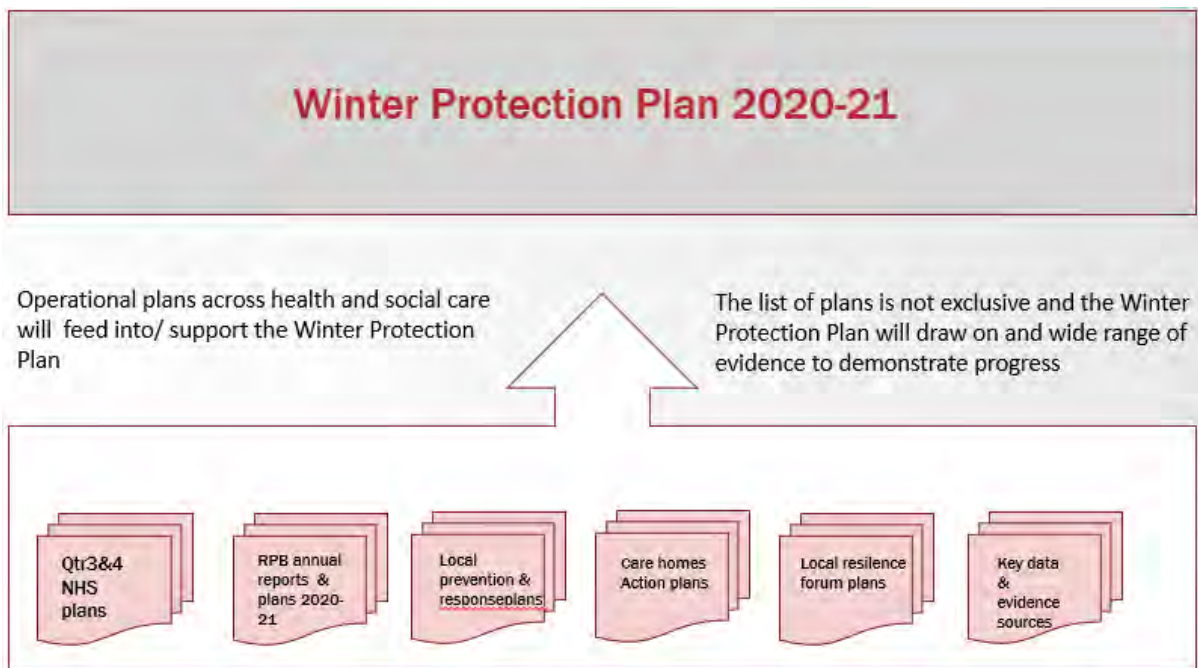 Winter Protection Plan 2020-21
Operational plans across health and social care
will feed into/ support the Winter Protection
Plan
The list of plans is not exclusive and the Winter
Protection Plan will draw on and wide range of
evidence to demonstrate progress
Qtr3&4
NHS
plans
RPB annual
reports & 
plans 2020-
21
Local
prevention &
responseplans
Care homes
Action plans
Local resilence
forum plans
Key data
&
evidence
sources